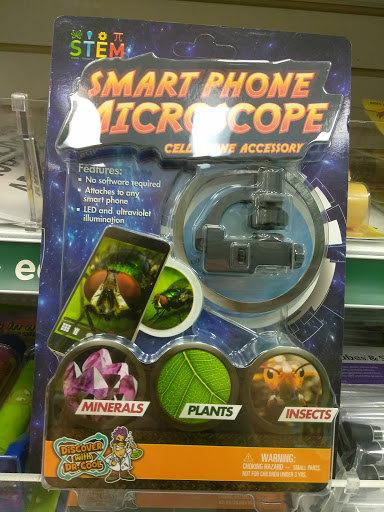 STEM
SMART PHONE
MICROSCOPE
CELL PHONE ACCESSORY
Features:
• No software required
• Attaches to any
smart phone
• LED and ultraviolet
illumination
MINERALS
PLANTS
INSECTS
DISCOVER
with
DR. COOL
WARNING:
CHOKING HAZARD — SMALL PARTS.
NOT FOR CHILDREN UNDER 3 YRS.